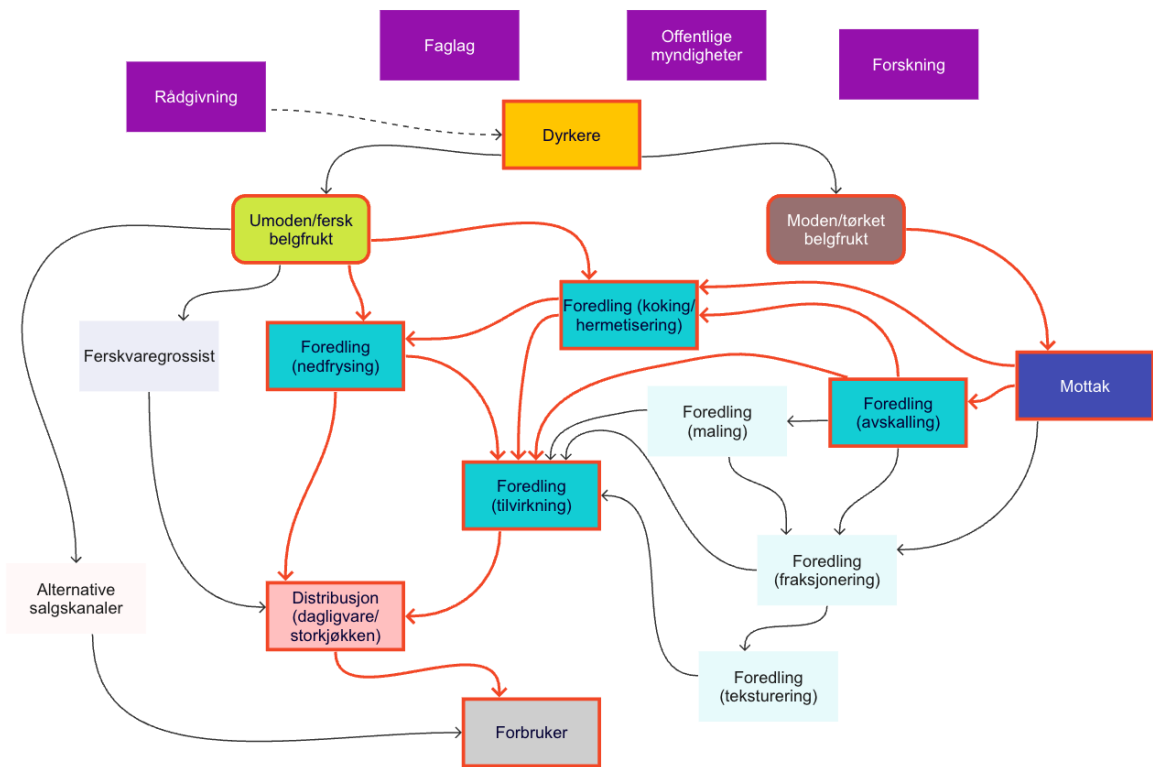 Faglag
Offentlige
myndigheter
Forskning
Rådgivning
Dyrkere
Umoden/fersk
belgfrukt
Moden/tørket
belgfrukt
Foredling (koking/
hermetisering)
Ferskvaregrossist
Foredling
(nedfrysing)
Mottak
Foredling
(maling)
Foredling
(avskalling)
Foredling
(tilvirkning)
Foredling
(fraksjonering)
Alternative
salgskanaler
Distribusjon
(dagligvare/
storkjøkken)
Foredling
(teksturering)
Forbruker